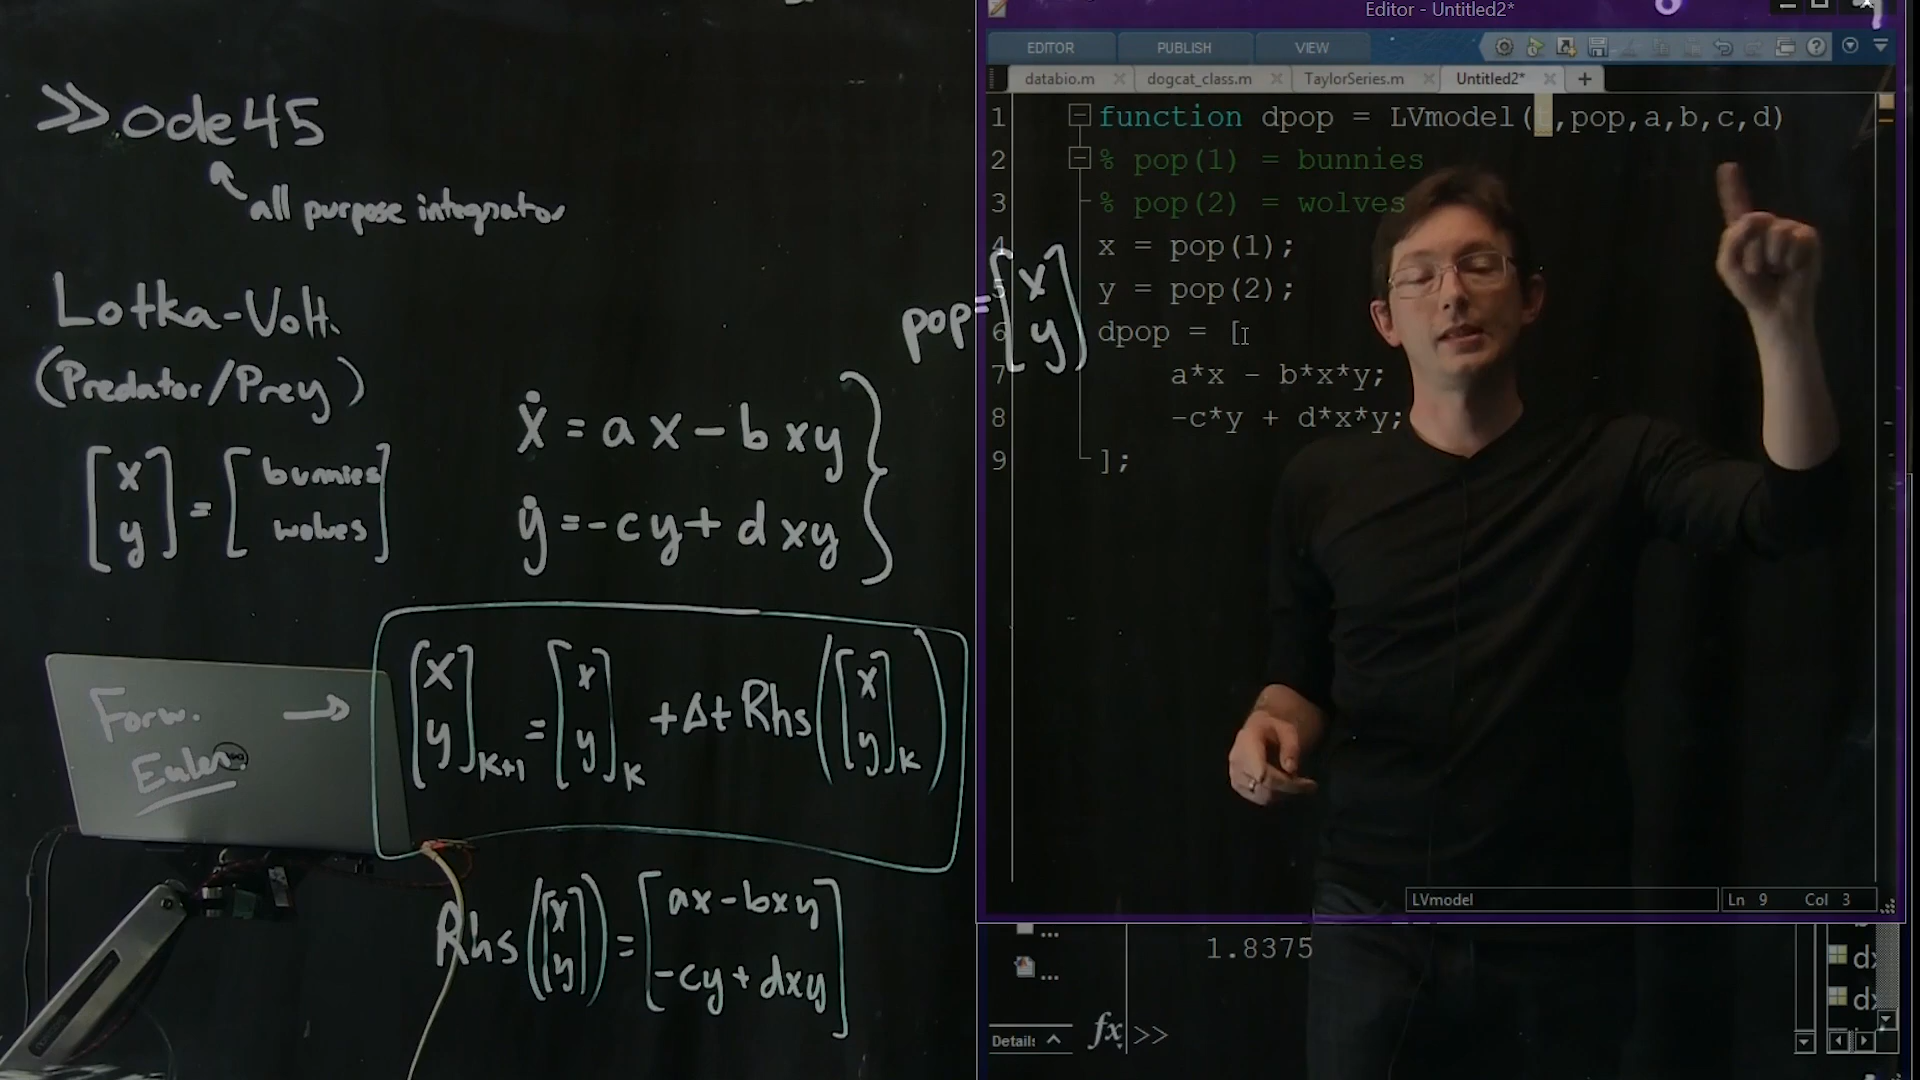 >> ode45
all purpose integrator
Lotka-Volt.
(Predator/Prey)
[x y] = [bunnies wolves]
ẋ = ax - bxy
ẏ = -cy + dxy
pop = [x y]
Forw. →
Euler.
[x y]k+1 = [x y]k + Δt Rhs([x y]k)
Rhs([x y]) = [ax - bxy
-cy + dxy]
Editor - Untitled2*
EDITOR PUBLISH VIEW
databio.m dogcat_class.m TaylorSeries.m Untitled2* +
1 function dpop = LVmodel(t,pop,a,b,c,d)
2 % pop(1) = bunnies
3 % pop(2) = wolves
4 x = pop(1);
5 y = pop(2);
6 dpop = [
7 a*x - b*x*y;
8 -c*y + d*x*y;
9 ];
LVmodel Ln 9 Col 3
1.8375
Details fx >>